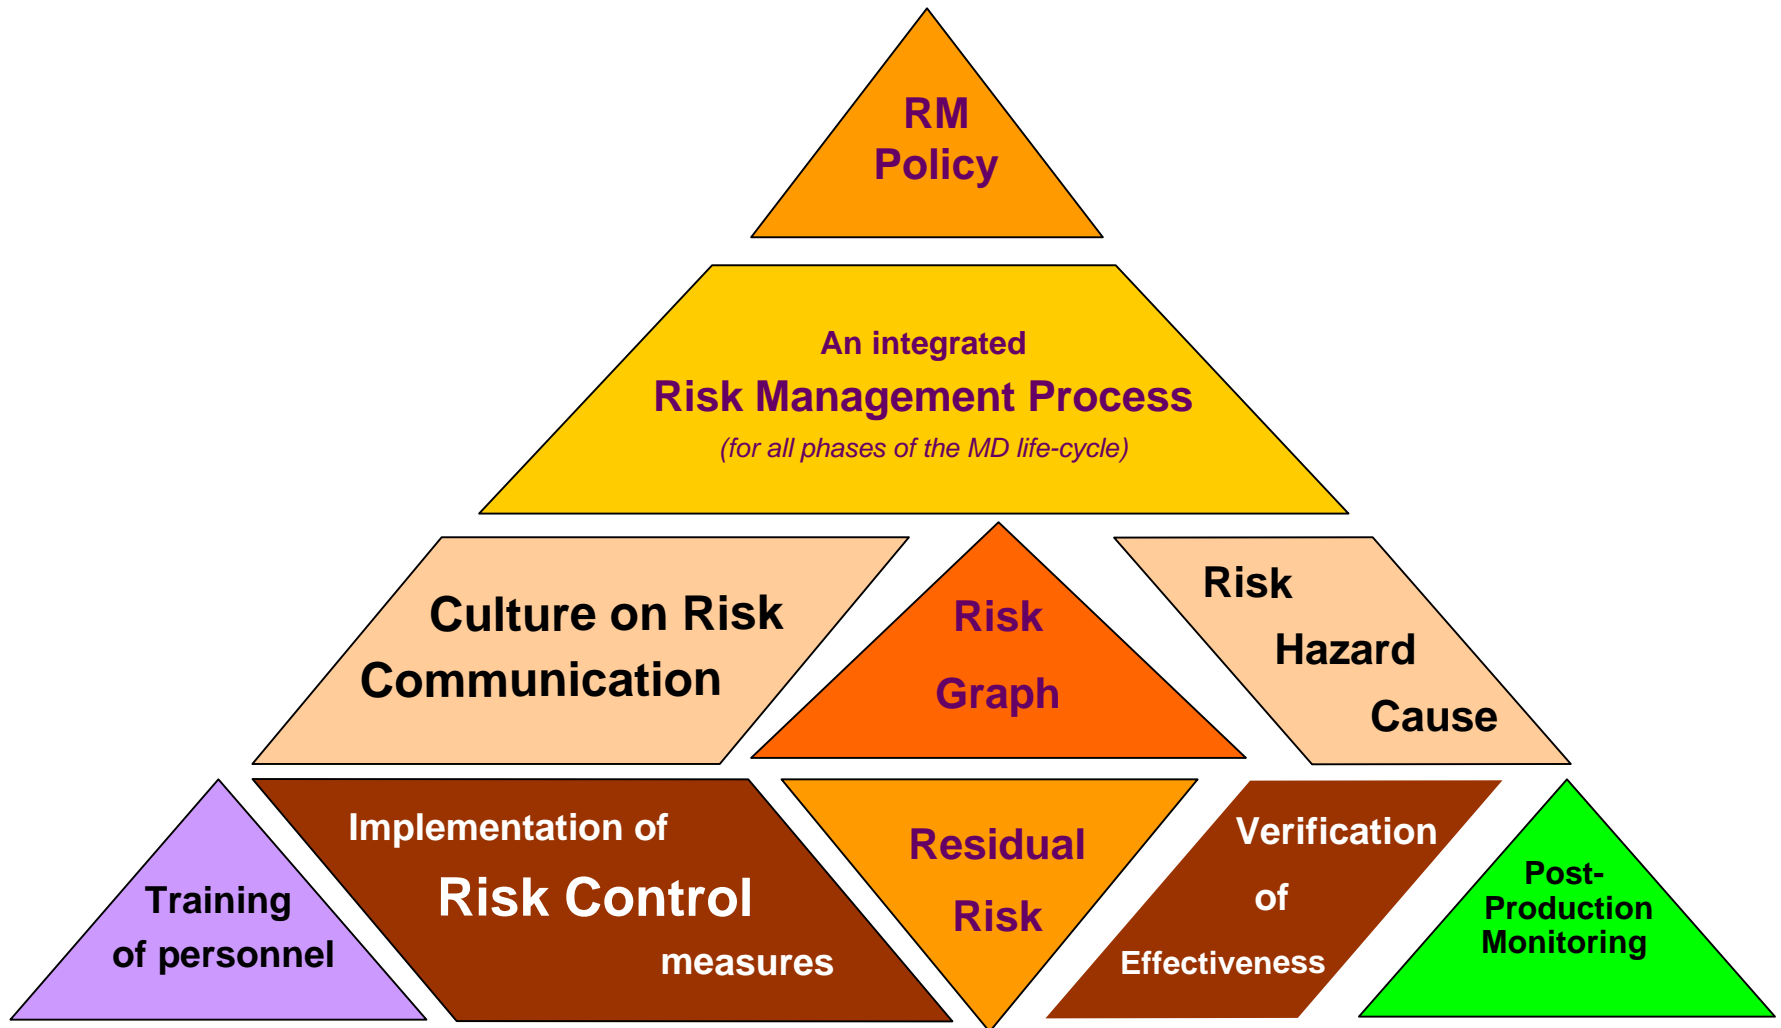 RM
Policy
An integrated
Risk Management Process
(for all phases of the MD life-cycle)
Culture on Risk
Communication
Risk
Graph
Risk
Hazard
Cause
Training
of personnel
Implementation of
Risk Control
measures
Residual
Risk
Verification
of
Effectiveness
Post-
Production
Monitoring